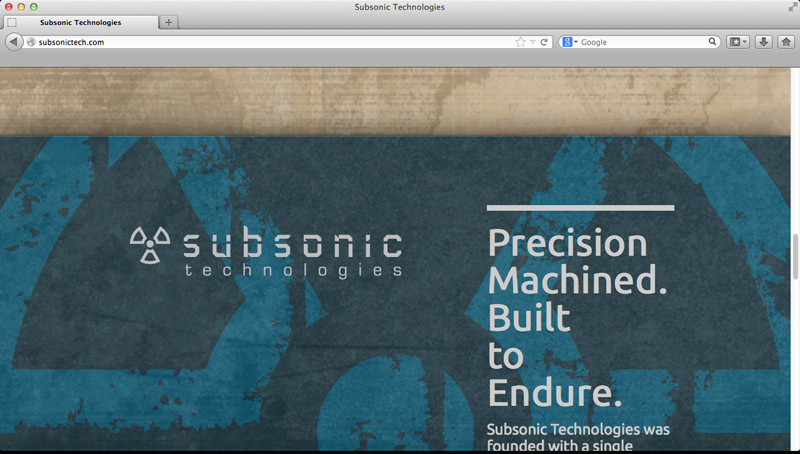 Subsonic Technologies
Subsonic Technologies
subsonictech.com
Google
subsonic
technologies
Precision
Machined.
Built
to
Endure.
Subsonic Technologies was
founded with a single